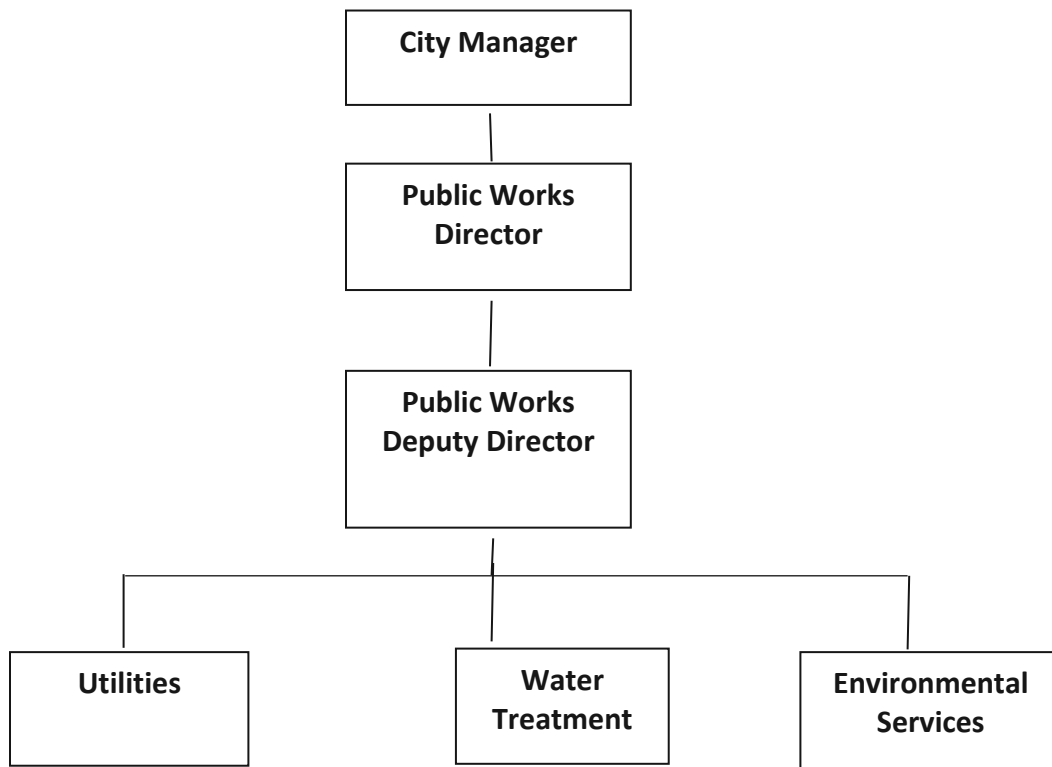 City Manager
Public Works
Director
Public Works
Deputy Director
Utilities
Water
Treatment
Environmental
Services